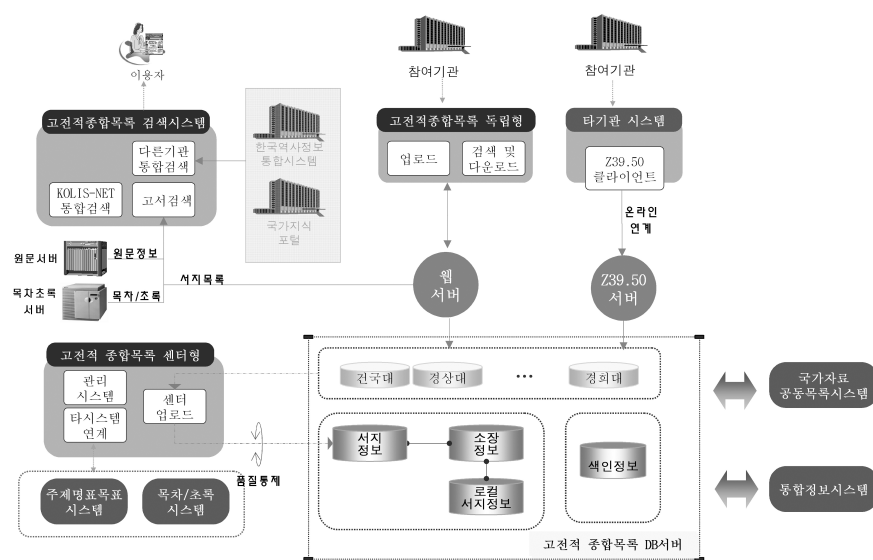 이용자
참여기관
참여기관
고전적종합목록 검색시스템
다른기관
통합검색
KOLIS-NET
통합검색
고서검색
한국역사정보
통합시스템
국가지식
포털
고전적종합목록 독립형
업로드
검색 및
다운로드
타기관 시스템
Z39.50
클라이언트
온라인
연계
원문서버
원문정보
목차초록
서버
목차/초록
서지목록
웹
서버
Z39.50
서버
고전적 종합목록 센터형
관리
시스템
타시스템
연계
센터
업로드
품질통제
주제명표목표
시스템
목차/초록
시스템
건국대
경상대
...
경희대
서지
정보
소장
정보
로컬
서지정보
색인정보
고전적 종합목록 DB서버
국가자료
공동목록시스템
통합정보시스템